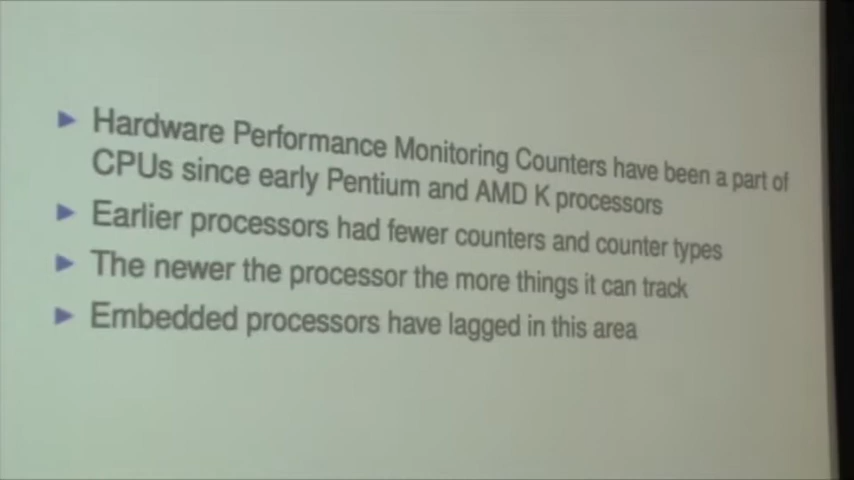 Hardware Performance Monitoring Counters have been a part of
CPUs since early Pentium and AMD K processors
Earlier processors had fewer counters and counter types
The newer the processor the more things it can track
Embedded processors have lagged in this area